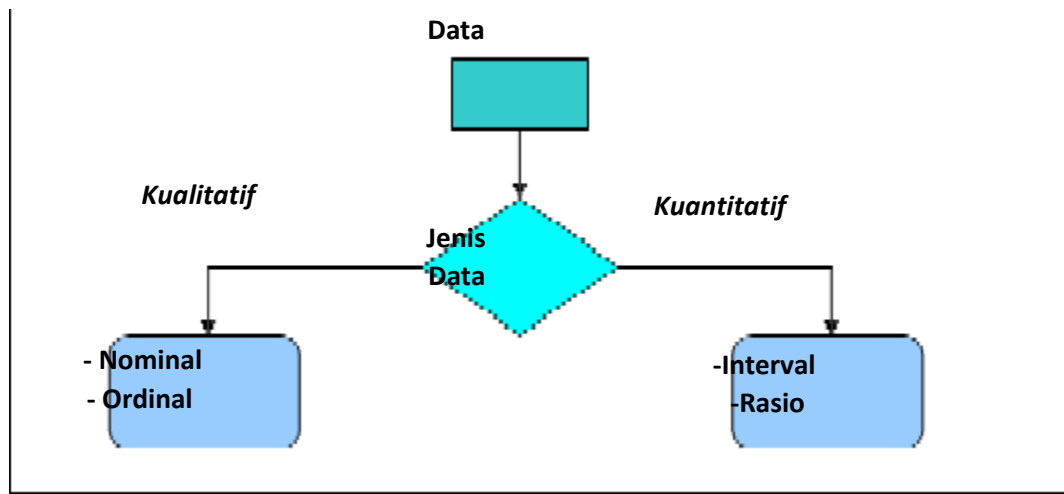 Data
Kualitatif
Kuantitatif
Jenis
Data
- Nominal
- Ordinal
-Interval
-Rasio